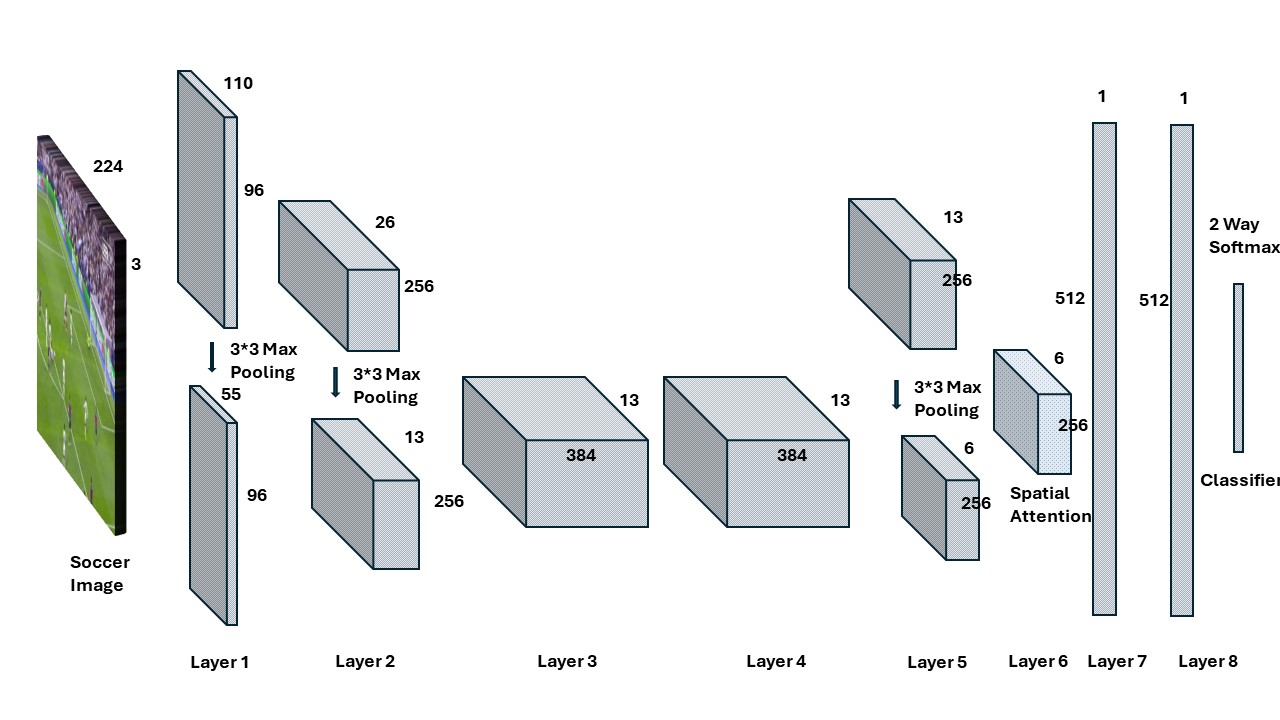 224
3
Soccer
Image
110
96
3*3 Max
Pooling
55
96
Layer 1
26
256
3*3 Max
Pooling
13
256
Layer 2
13
384
Layer 3
13
384
Layer 4
13
256
3*3 Max
Pooling
6
256
Layer 5
6
256
Spatial
Attention
Layer 6
1
512
Layer 7
1
512
Layer 8
2 Way
Softmax
Classifier